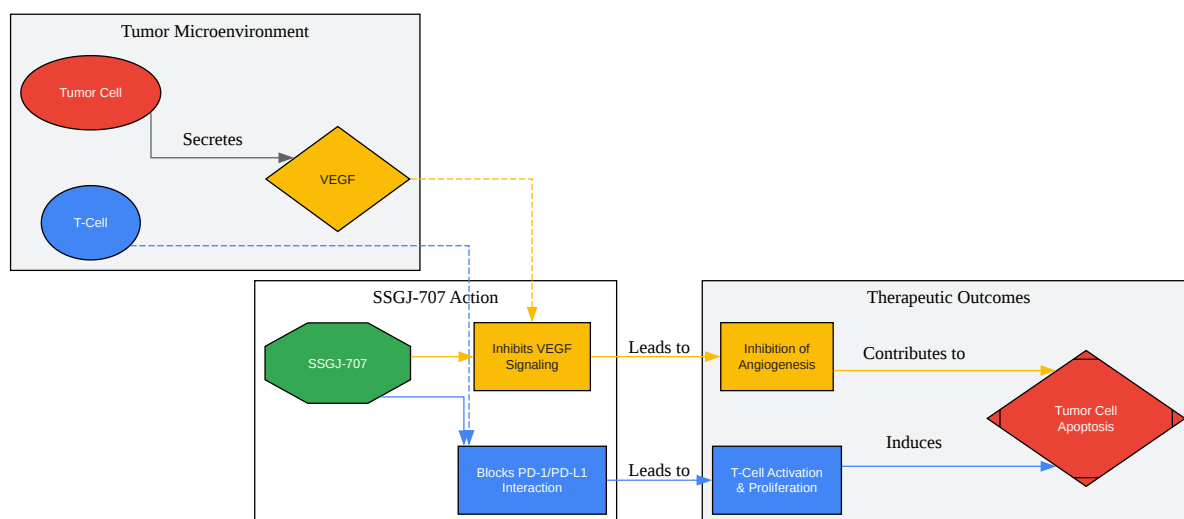 Tumor Microenvironment
Tumor Cell
Secretes
VEGF
T-Cell
SSGJ-707 Action
SSGJ-707
Inhibits VEGF
Signaling
Blocks PD-1/PD-L1
Interaction
Leads to
Leads to
Therapeutic Outcomes
Inhibition of
Angiogenesis
Contributes to
T-Cell Activation
& Proliferation
Induces
Tumor Cell
Apoptosis